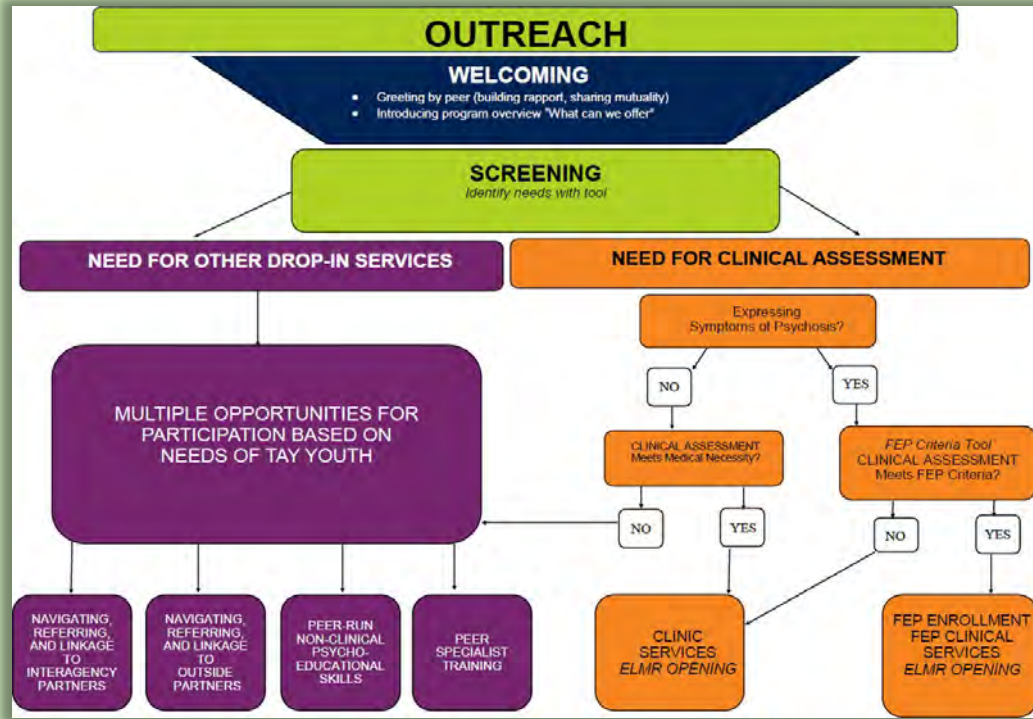 OUTREACH
WELCOMING
• Greeting by peer (building rapport, sharing mutuality)
• Introducing program overview "What can we offer"
SCREENING
Identify needs with tool
NEED FOR OTHER DROP-IN SERVICES
NEED FOR CLINICAL ASSESSMENT
Expressing
Symptoms of Psychosis?
NO
YES
MULTIPLE OPPORTUNITIES FOR
PARTICIPATION BASED ON
NEEDS OF TAY YOUTH
CLINICAL ASSESSMENT
Meets Medical Necessity?
FEP Criteria Tool
CLINICAL ASSESSMENT
Meets FEP Criteria?
NO
YES
NO
YES
NAVIGATING,
REFERRING,
AND LINKAGE
TO
INTERAGENCY
PARTNERS
NAVIGATING,
REFERRING,
AND LINKAGE
TO
OUTSIDE
PARTNERS
PEER-RUN
NON-CLINICAL
PSYCHO-
EDUCATIONAL
SKILLS
PEER
SPECIALIST
TRAINING
CLINIC
SERVICES
ELMR OPENING
FEP ENROLLMENT
FEP CLINICAL
SERVICES
ELMR OPENING